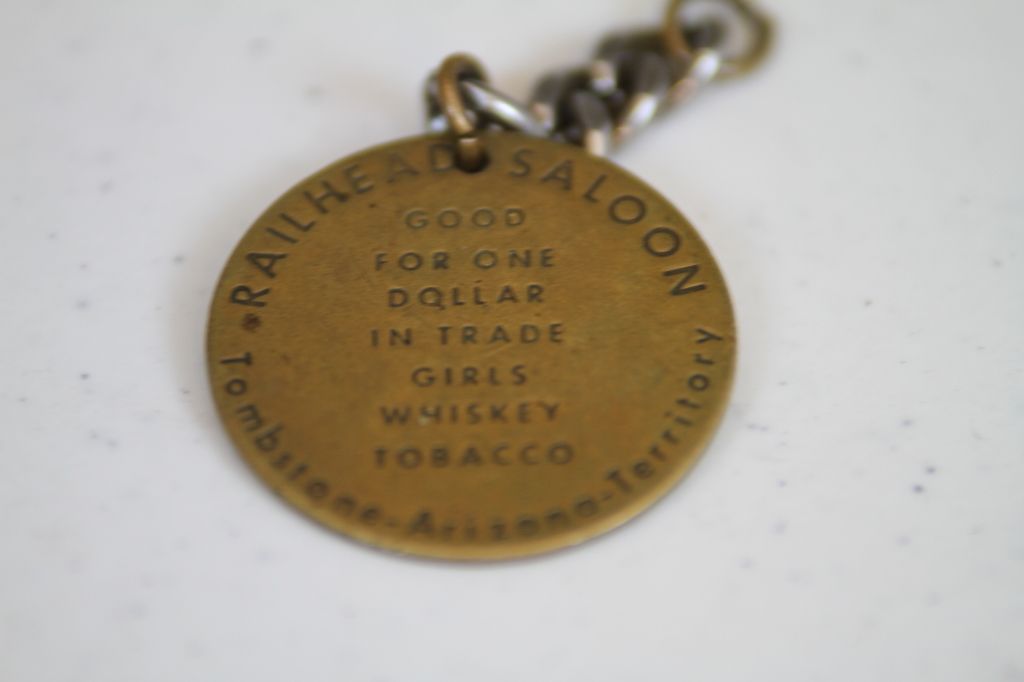 RAILHEAD SALOON
GOOD
FOR ONE
DOLLAR
IN TRADE
GIRLS
WHISKEY
TOBACCO
Tombstone-Arizona-Territory